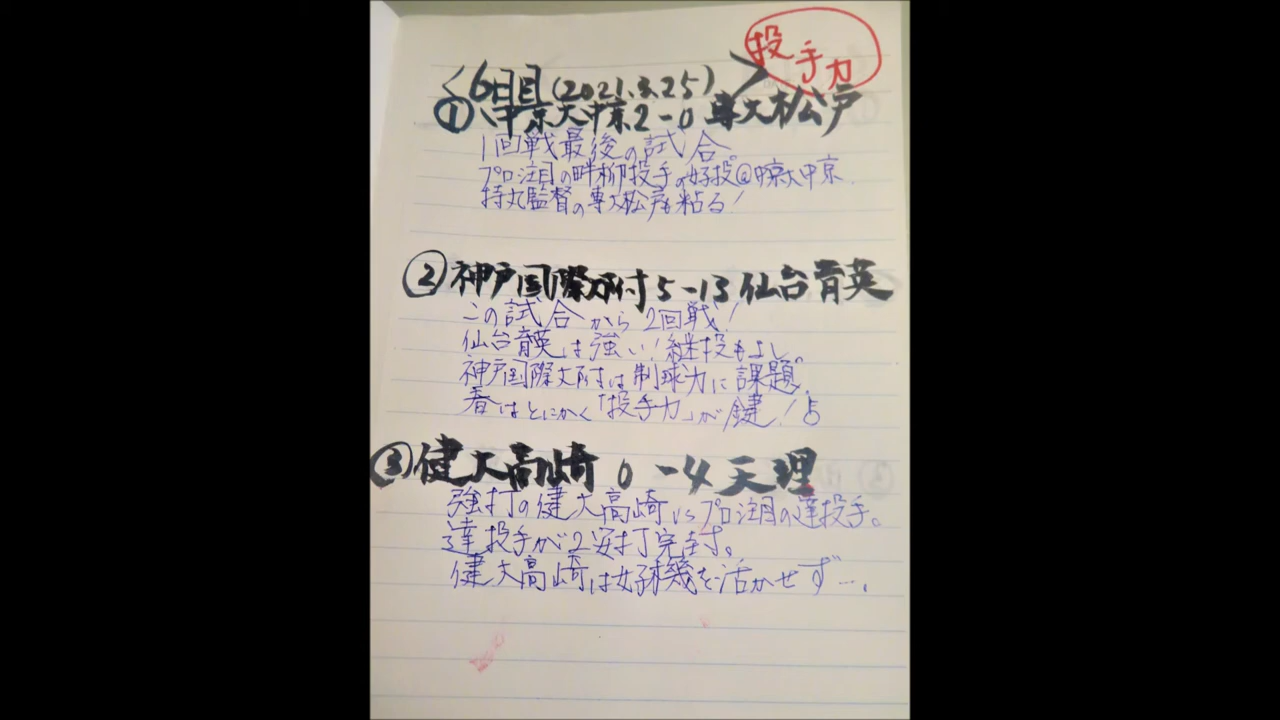 投手力
<6日目(2021.3.25)>
① 中京大中京2-0専大松戸
1回戦最後の試合。
プロ注目の畔柳投手の好投@中京大中京.
持丸監督の専大松戸も粘る!
② 神戸国際大附5-13仙台育英
この試合から2回戦!
仙台育英は強い!継投もよし。
神戸国際大附は制球力に課題。
春はとにかく「投手力」が鍵!
③健大高崎 0-4天理
強打の健大高崎vsプロ注目の達投手。
達投手が2安打完封。
健大高崎は好機を活かせず….